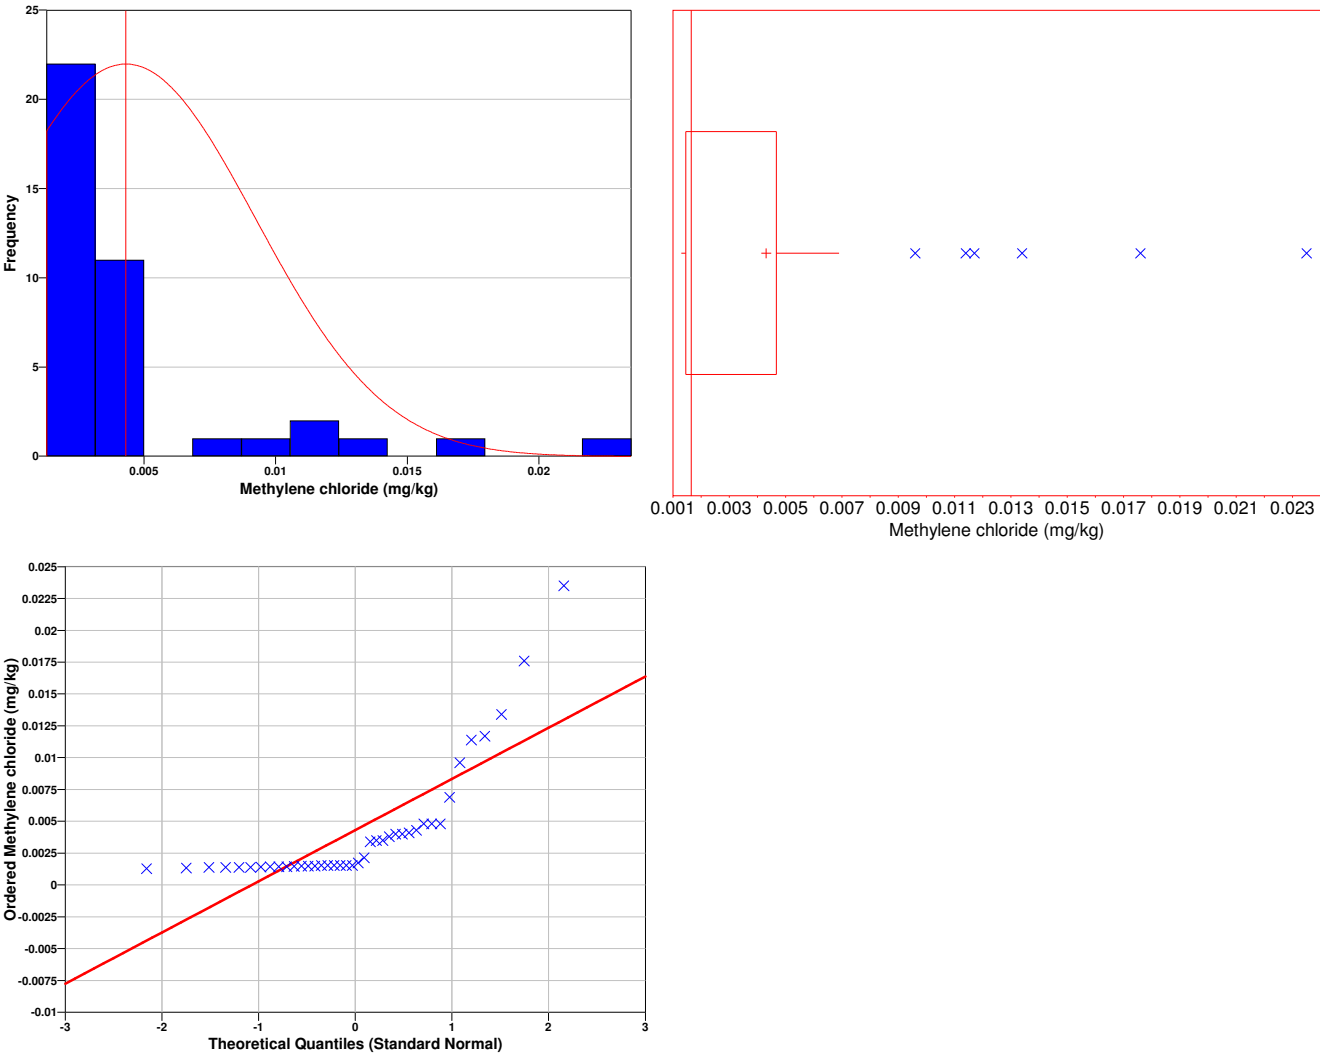 25
20
15
10
5
0
Frequency
0.005 0.01 0.015 0.02
Methylene chloride (mg/kg)
0.001 0.003 0.005 0.007 0.009 0.011 0.013 0.015 0.017 0.019 0.021 0.023
Methylene chloride (mg/kg)
0.025
0.0225
0.02
0.0175
0.015
0.0125
0.01
0.0075
0.005
0.0025
0
-0.0025
-0.005
-0.0075
-0.01
Ordered Methylene chloride (mg/kg)
-3 -2 -1 0 1 2 3
Theoretical Quantiles (Standard Normal)